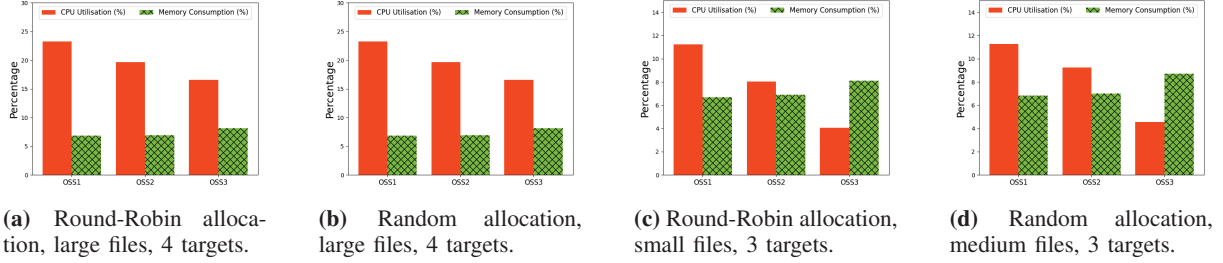 30
25
20
15
10
5
0
Percentage
CPU Utilisation (%) Memory Consumption (%)
OSS1 OSS2 OSS3
(a) Round-Robin alloca-
tion, large files, 4 targets.
30
25
20
15
10
5
0
Percentage
CPU Utilisation (%) Memory Consumption (%)
OSS1 OSS2 OSS3
(b) Random allocation,
large files, 4 targets.
14
12
10
8
6
4
2
0
Percentage
CPU Utilisation (%) Memory Consumption (%)
OSS1 OSS2 OSS3
(c) Round-Robin allocation,
small files, 3 targets.
14
12
10
8
6
4
2
0
Percentage
CPU Utilisation (%) Memory Consumption (%)
OSS1 OSS2 OSS3
(d) Random allocation,
medium files, 3 targets.